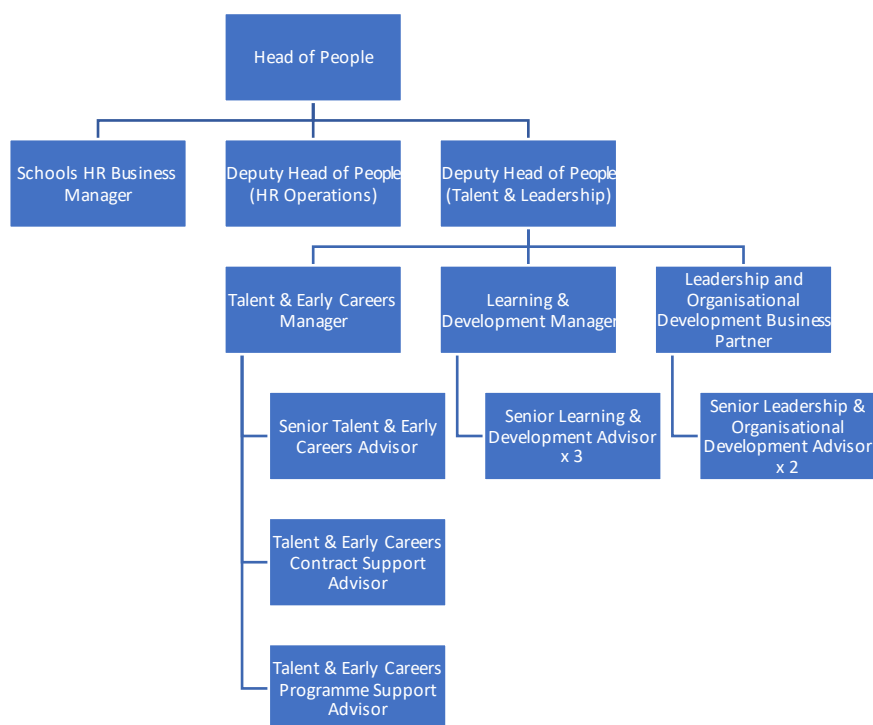 Head of People
Schools HR Business
Manager
Deputy Head of People
(HR Operations)
Deputy Head of People
(Talent & Leadership)
Talent & Early Careers
Manager
Learning &
Development Manager
Leadership and
Organisational
Development Business
Partner
Senior Talent & Early
Careers Advisor
Senior Learning &
Development Advisor
x 3
Senior Leadership &
Organisational
Development Advisor
x 2
Talent & Early Careers
Contract Support
Advisor
Talent & Early Careers
Programme Support
Advisor